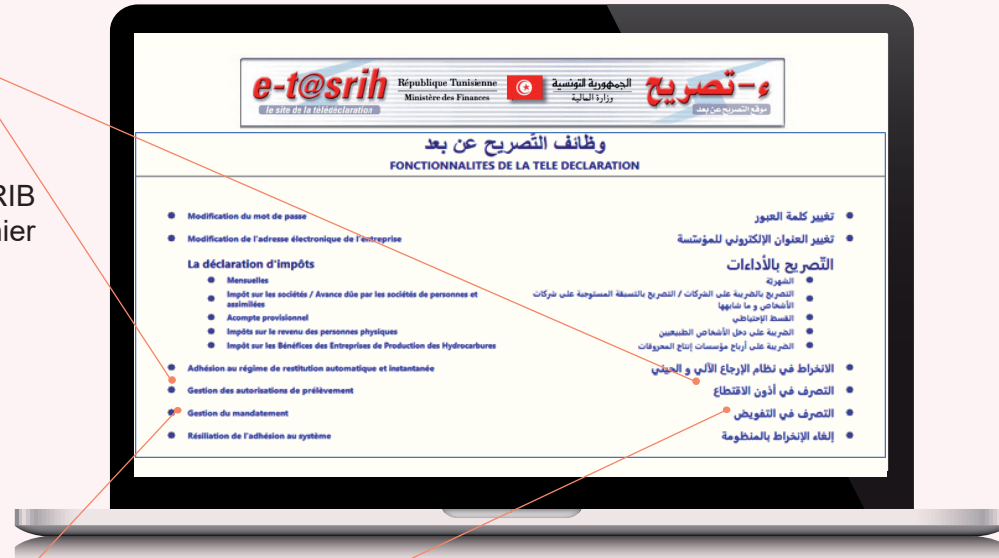 e-t@srih
le site de la télédéclaration
République Tunisienne
Ministère des Finances
الجمهورية التونسية
وزارة المالية
ء-تصريح
موقع التصريح عن بعد
وظائف التّصريح عن بعد
FONCTIONNALITES DE LA TELE DECLARATION
RIB
ier
Modification du mot de passe
تغيير كلمة العبور
Modification de l'adresse électronique de l'entreprise
تغيير العنوان الإلكتروني للمؤسّسة
La déclaration d'impôts
التّصريح بالأداءات
Mensuelles
الشهريّة
Impôt sur les sociétés / Avance dûe par les sociétés de personnes et
assimilées
التصريح بالضريبة على الشركات / التصريح بالتسبقة المستوجبة على شركات
الأشخاص و ما شابهها
Acompte provisionnel
القسط الإحتياطي
Impôts sur le revenu des personnes physiques
الضريبة على دخل الأشخاص الطبيعيين
Impôt sur les Bénéfices des Entreprises de Production des Hydrocarbures
الضريبة على أرباح مؤسسات إنتاج المحروقات
Adhésion au régime de restitution automatique et instantanée
الانخراط في نظام الإرجاع الآلي و الحيني
Gestion des autorisations de prélèvement
التصرف في أذون الاقتطاع
Gestion du mandatement
التصرف في التفويض
Résiliation de l'adhésion au système
إلغاء الإنخراط بالمنظومة